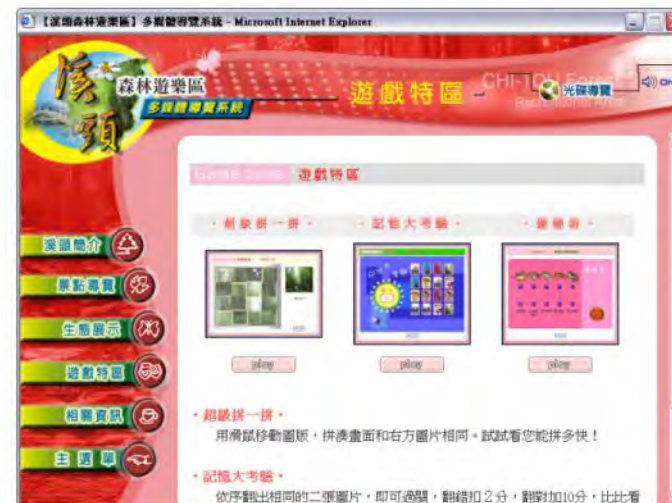 【溪頭森林遊樂區】多媒體導覽系統 - Microsoft Internet Explorer
溪頭
森林遊樂區
多媒體導覽系統
遊戲特區
CHI-TOU Forest
Recreational Area
光碟導覽
ON
Game Zone 遊戲特區
・超級拼一拼・
・記憶大考驗・
溪頭簡介
景點導覽
生態展示
遊戲特區
相關資訊
主選單
play
play
play
・超級拼一拼・
用滑鼠移動圖版，拼湊畫面和右方圖片相同。試試看您能拼多快！
・記憶大考驗・
依序翻出相同的二張圖片，即可過關，翻錯扣２分，翻對加10分，比比看